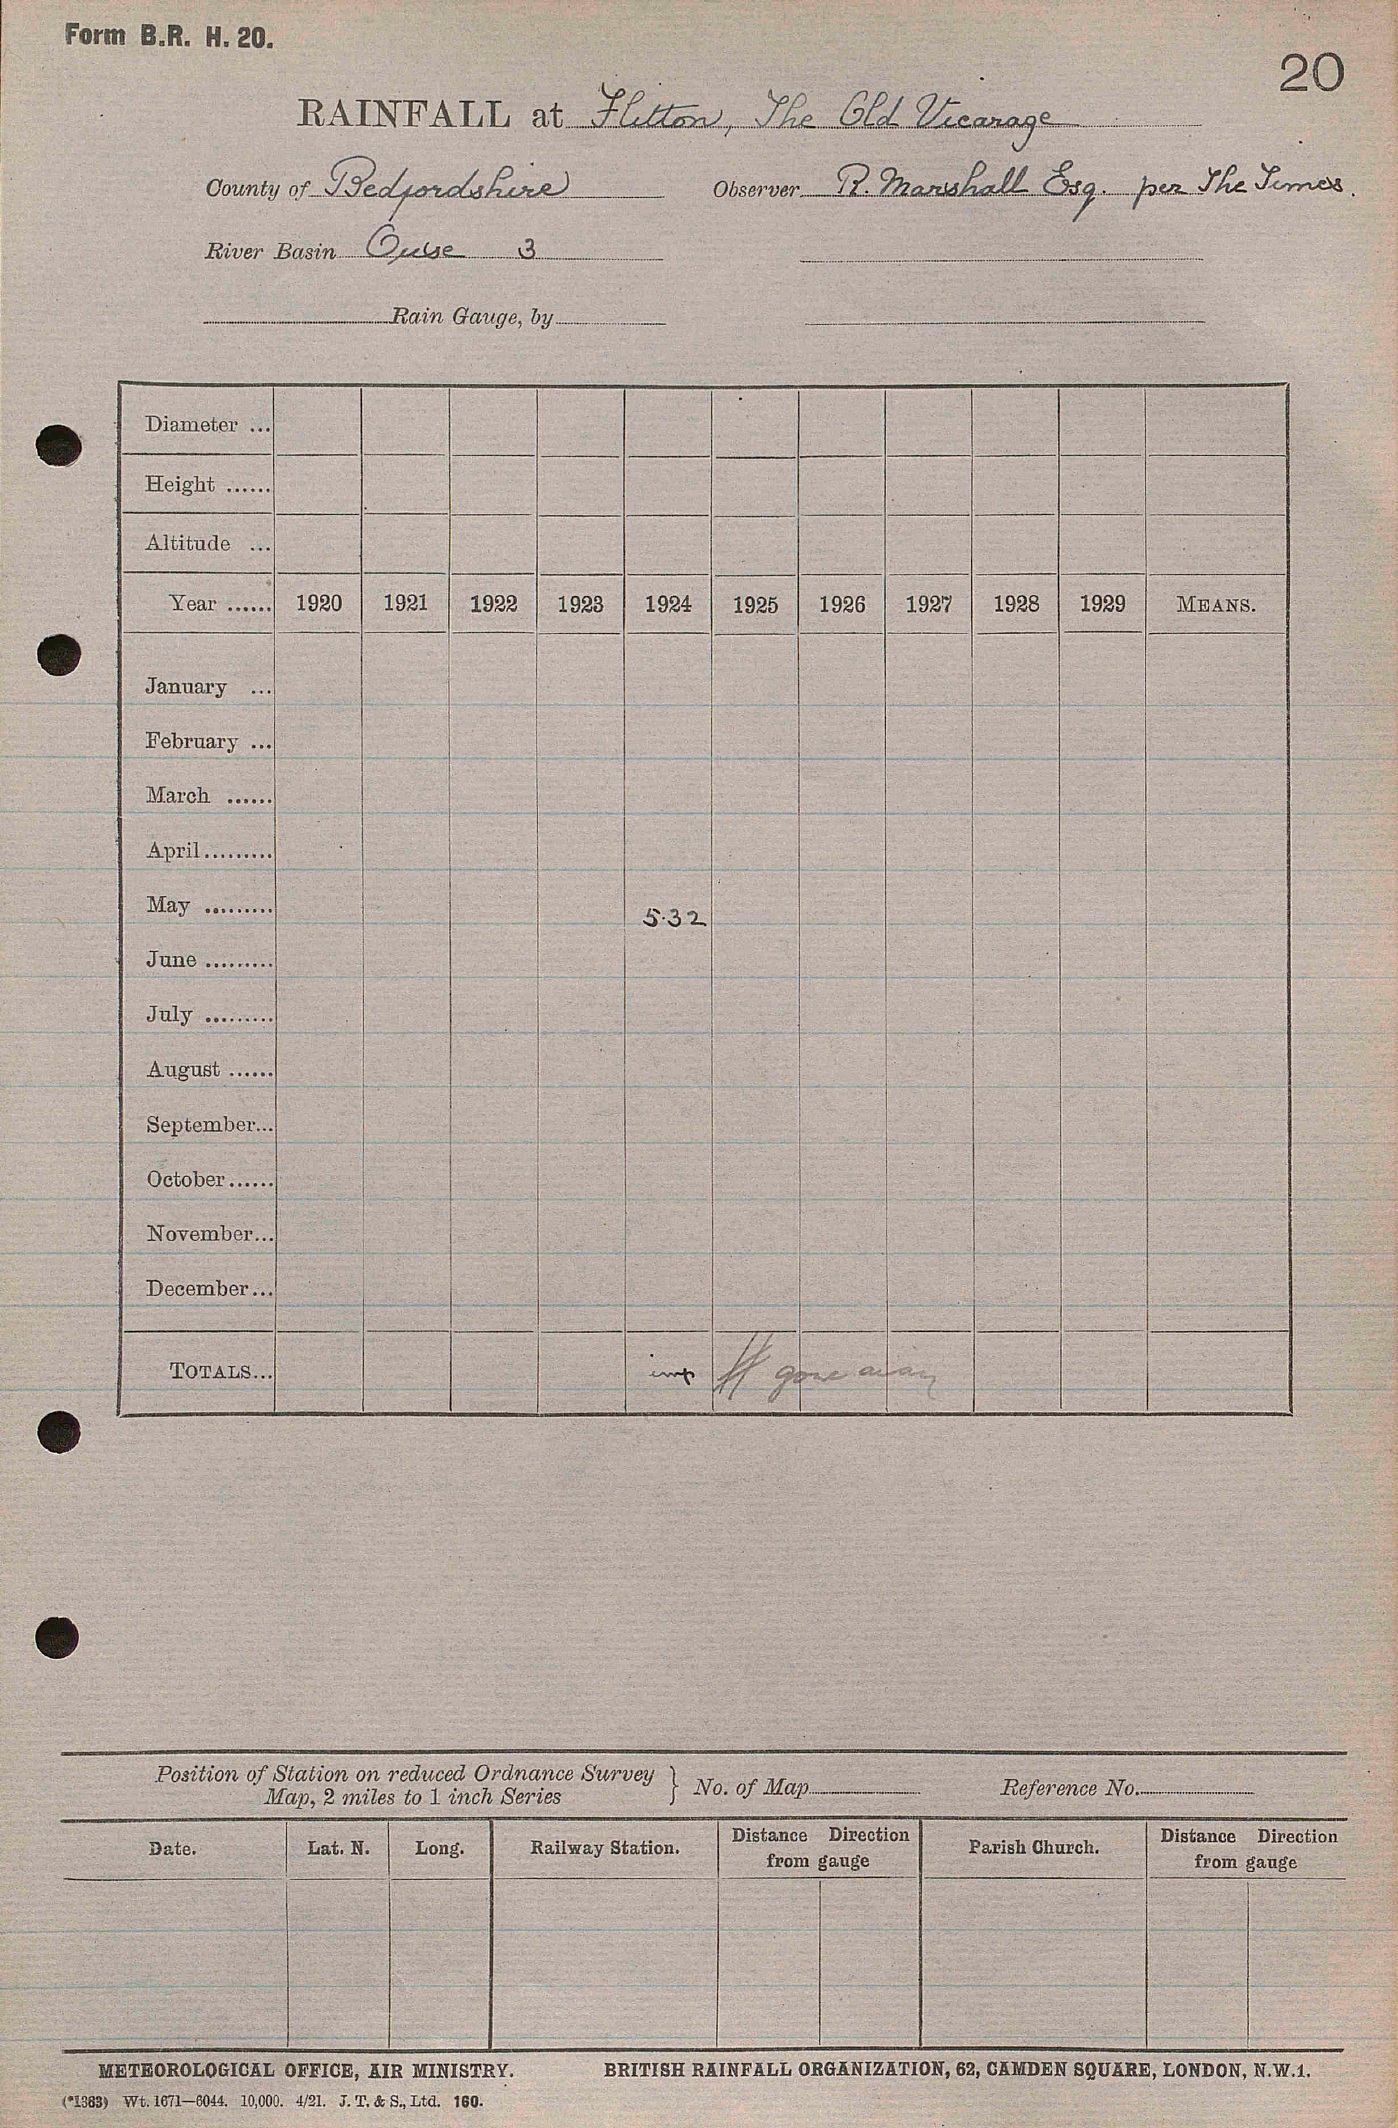 Form B.R. H. 20.
20
RAINFALL at Flitton, The Old Vicarage
County of Bedfordshire Observer R. Marshall Esq. per The Times.
River Basin Ouse 3
Rain Gauge, by
Diameter ...
Height ......
Altitude ...
Year ...... 1920 1921 1922 1923 1924 1925 1926 1927 1928 1929 MEANS.
January ...
February ...
March ......
April.........
May ......... 5.32
June .........
July .........
August ......
September...
October......
November...
December...
TOTALS... imp gone away
Position of Station on reduced Ordnance Survey
Map, 2 miles to 1 inch Series } No. of Map Reference No.
Date. Lat. N. Long. Railway Station. Distance Direction from gauge Parish Church. Distance Direction from gauge
METEOROLOGICAL OFFICE, AIR MINISTRY. BRITISH RAINFALL ORGANIZATION, 62, CAMDEN SQUARE, LONDON, N.W.1.
(*1383) Wt. 1671—6044. 10,000. 4/21. J. T. & S., Ltd. 160.